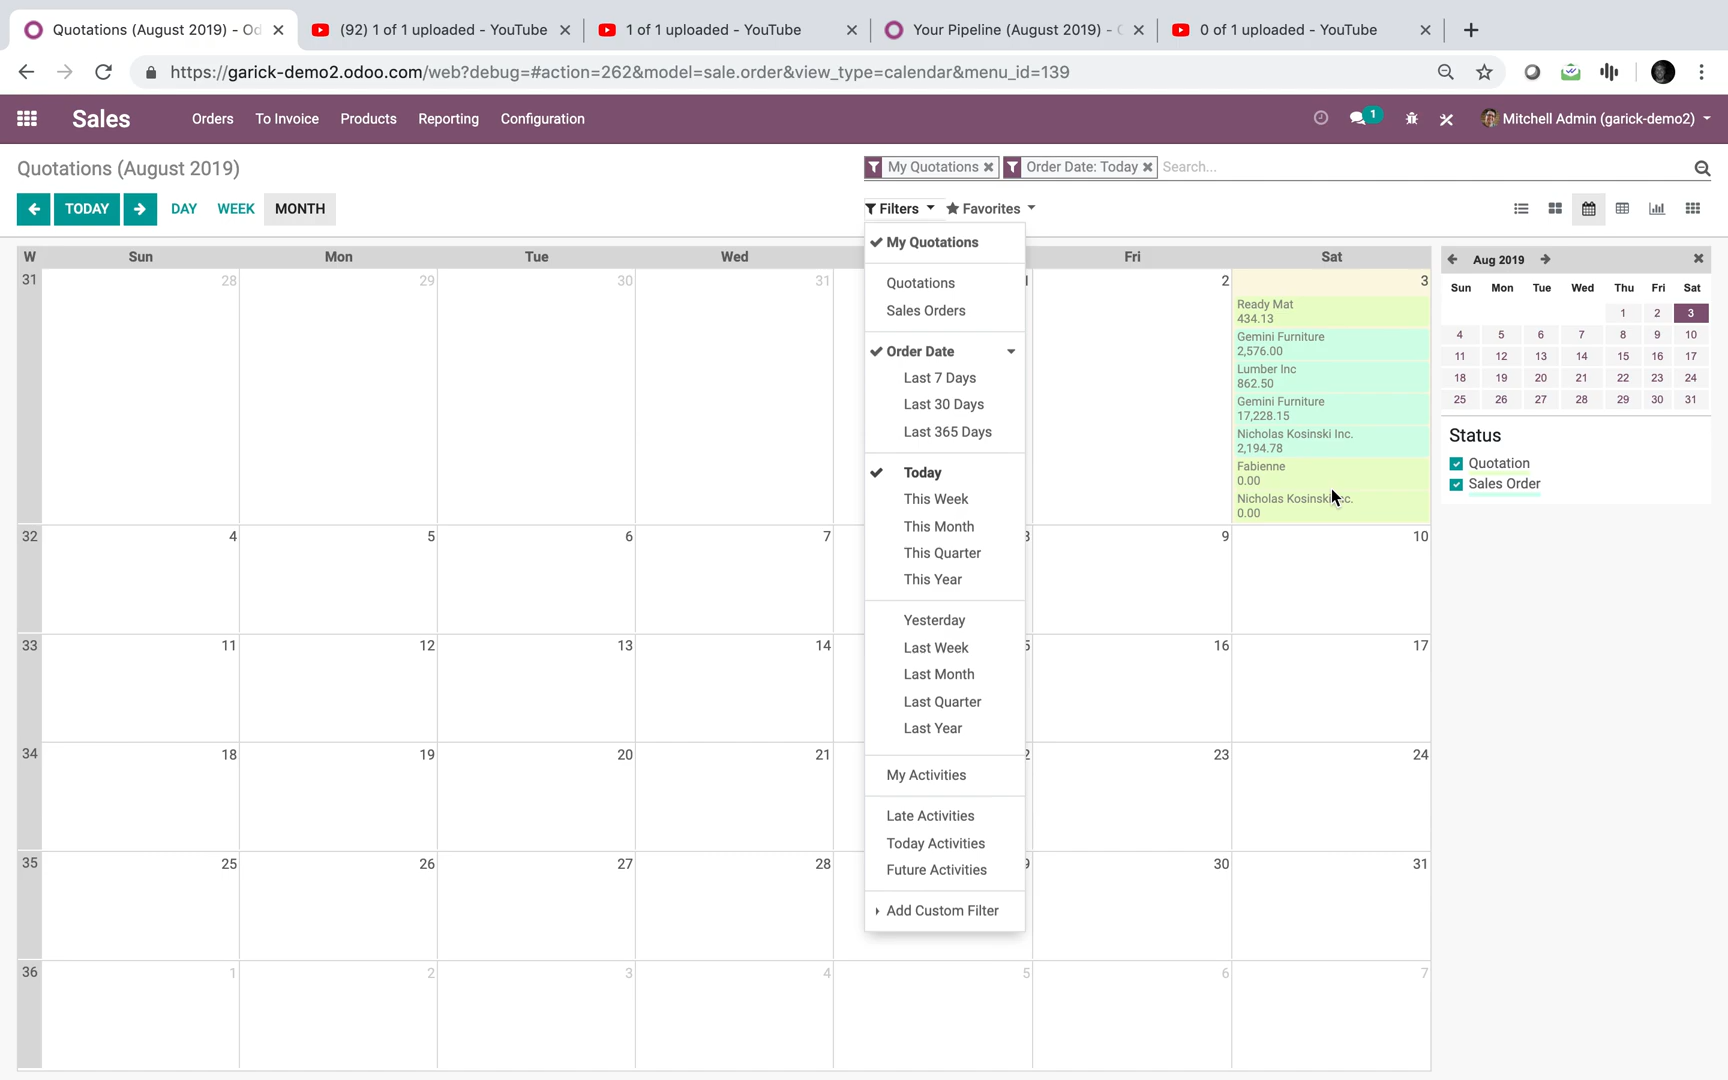 Quotations (August 2019) - Od
(92) 1 of 1 uploaded - YouTube
1 of 1 uploaded - YouTube
Your Pipeline (August 2019) -
0 of 1 uploaded - YouTube
https://garick-demo2.odoo.com/web?debug=#action=262&model=sale.order&view_type=calendar&menu_id=139
Sales
Orders
To Invoice
Products
Reporting
Configuration
1
Mitchell Admin (garick-demo2)
Quotations (August 2019)
My Quotations
Order Date: Today
Search...
TODAY
DAY
WEEK
MONTH
Filters
Favorites
My Quotations
Quotations
Sales Orders
Order Date
Last 7 Days
Last 30 Days
Last 365 Days
Today
This Week
This Month
This Quarter
This Year
Yesterday
Last Week
Last Month
Last Quarter
Last Year
My Activities
Late Activities
Today Activities
Future Activities
Add Custom Filter
W Sun Mon Tue Wed Fri Sat
31 28 29 30 31 2 3
Ready Mat
434.13
Gemini Furniture
2,576.00
Lumber Inc
862.50
Gemini Furniture
17,228.15
Nicholas Kosinski Inc.
2,194.78
Fabienne
0.00
Nicholas Kosinski
0.00
32 4 5 6 7 9 10
33 11 12 13 14 16 17
34 18 19 20 21 23 24
35 25 26 27 28 30 31
36 1 2 3 4 5 6 7
Aug 2019
Sun Mon Tue Wed Thu Fri Sat
1 2 3
4 5 6 7 8 9 10
11 12 13 14 15 16 17
18 19 20 21 22 23 24
25 26 27 28 29 30 31
Status
Quotation
Sales Order